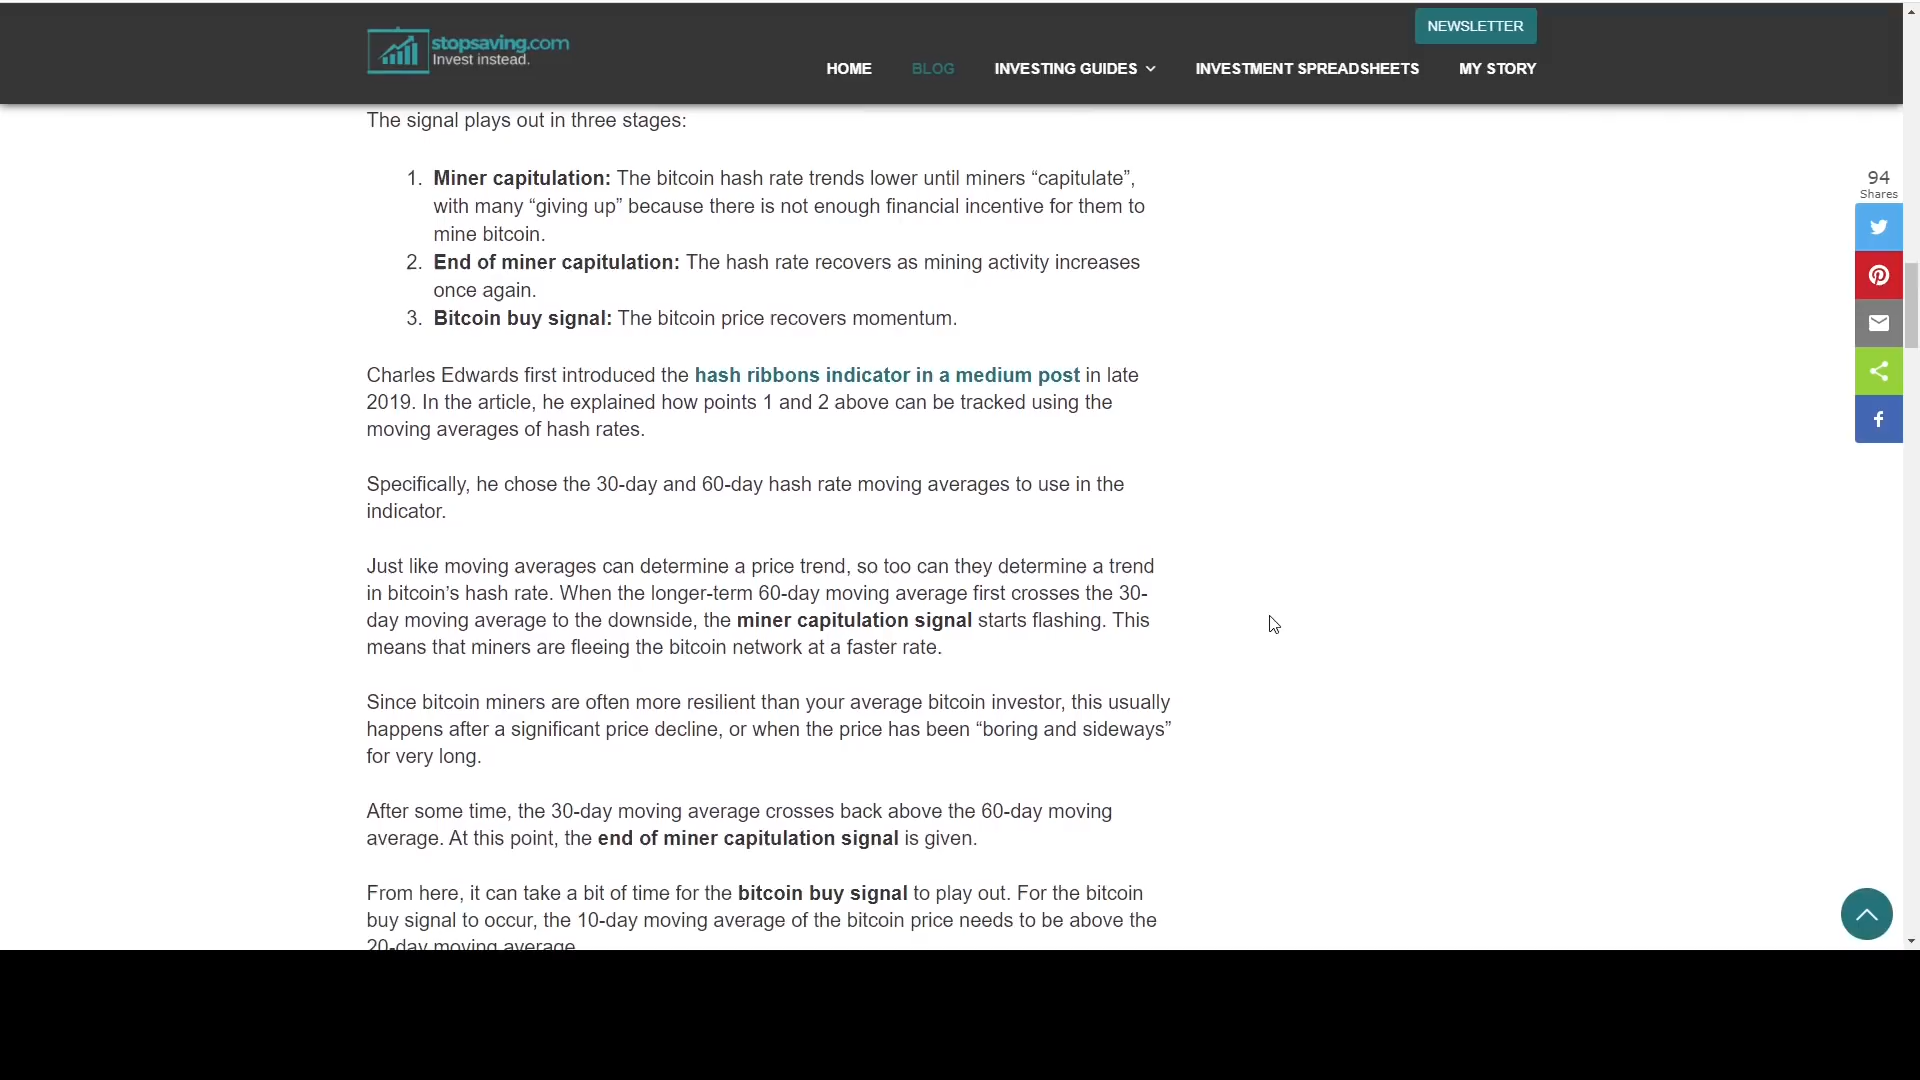 NEWSLETTER
stopsaving.com
Invest instead.
HOME
BLOG
INVESTING GUIDES
INVESTMENT SPREADSHEETS
MY STORY
The signal plays out in three stages:
1. Miner capitulation: The bitcoin hash rate trends lower until miners “capitulate”,
with many “giving up” because there is not enough financial incentive for them to
mine bitcoin.
2. End of miner capitulation: The hash rate recovers as mining activity increases
once again.
3. Bitcoin buy signal: The bitcoin price recovers momentum.
Charles Edwards first introduced the hash ribbons indicator in a medium post in late
2019. In the article, he explained how points 1 and 2 above can be tracked using the
moving averages of hash rates.
Specifically, he chose the 30-day and 60-day hash rate moving averages to use in the
indicator.
Just like moving averages can determine a price trend, so too can they determine a trend
in bitcoin’s hash rate. When the longer-term 60-day moving average first crosses the 30-
day moving average to the downside, the miner capitulation signal starts flashing. This
means that miners are fleeing the bitcoin network at a faster rate.
Since bitcoin miners are often more resilient than your average bitcoin investor, this usually
happens after a significant price decline, or when the price has been “boring and sideways”
for very long.
After some time, the 30-day moving average crosses back above the 60-day moving
average. At this point, the end of miner capitulation signal is given.
From here, it can take a bit of time for the bitcoin buy signal to play out. For the bitcoin
buy signal to occur, the 10-day moving average of the bitcoin price needs to be above the
20-day moving average.
94
Shares